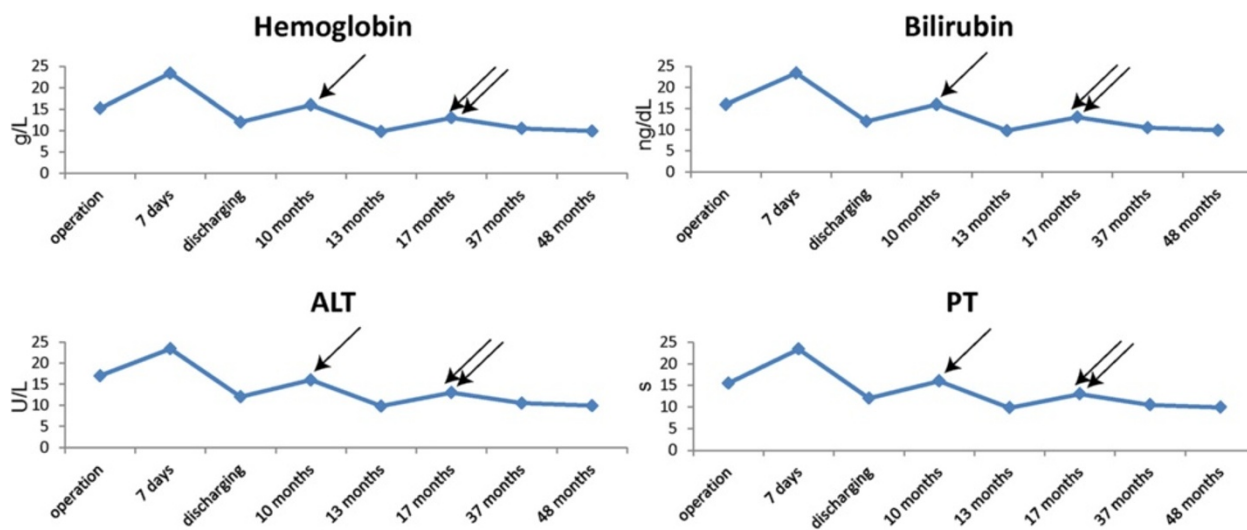 Hemoglobin
g/L
25
20
15
10
5
0
operation
7 days
discharging
10 months
13 months
17 months
37 months
48 months
Bilirubin
ng/dL
25
20
15
10
5
0
operation
7 days
discharging
10 months
13 months
17 months
37 months
48 months
ALT
U/L
25
20
15
10
5
0
operation
7 days
discharging
10 months
13 months
17 months
37 months
48 months
PT
s
25
20
15
10
5
0
operation
7 days
discharging
10 months
13 months
17 months
37 months
48 months